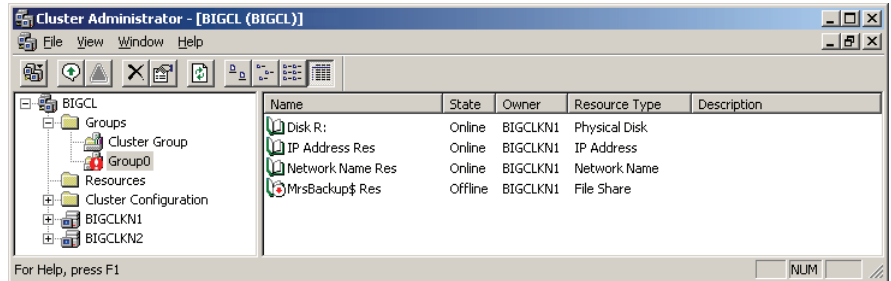 Cluster Administrator - [BIGCL (BIGCL)]
File View Window Help
BIGCL
Groups
Cluster Group
Group0
Resources
Cluster Configuration
BIGCLKN1
BIGCLKN2
Name State Owner Resource Type Description
Disk R: Online BIGCLKN1 Physical Disk
IP Address Res Online BIGCLKN1 IP Address
Network Name Res Online BIGCLKN1 Network Name
MrsBackup$ Res Offline BIGCLKN1 File Share
For Help, press F1 NUM